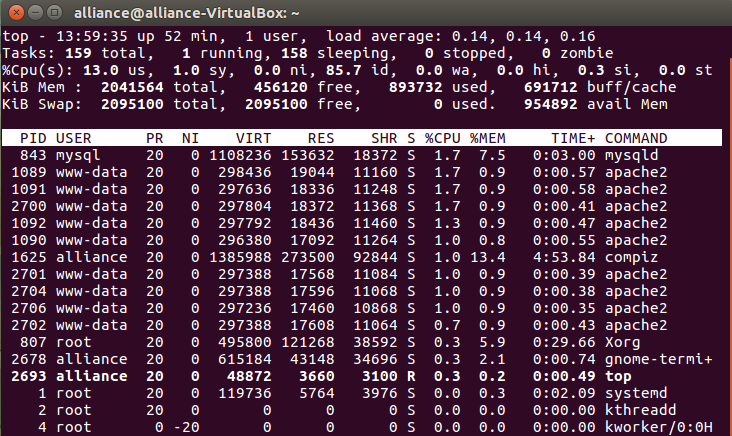 alliance@alliance-VirtualBox: ~
top - 13:59:35 up 52 min,  1 user,  load average: 0.14, 0.14, 0.16
Tasks: 159 total,   1 running, 158 sleeping,   0 stopped,   0 zombie
%Cpu(s): 13.0 us,  1.0 sy,  0.0 ni, 85.7 id,  0.0 wa,  0.0 hi,  0.3 si,  0.0 st
KiB Mem :  2041564 total,   456120 free,   893732 used,   691712 buff/cache
KiB Swap:  2095100 total,  2095100 free,        0 used.   954892 avail Mem
PID USER      PR  NI    VIRT    RES    SHR S %CPU %MEM     TIME+ COMMAND
843 mysql     20   0 1108236 153632  18372 S  1.7  7.5   0:03.00 mysqld
1089 www-data  20   0  298436  19044  11160 S  1.7  0.9   0:00.57 apache2
1091 www-data  20   0  297636  18336  11248 S  1.7  0.9   0:00.58 apache2
2700 www-data  20   0  297804  18372  11368 S  1.7  0.9   0:00.41 apache2
1092 www-data  20   0  297792  18436  11460 S  1.3  0.9   0:00.47 apache2
1090 www-data  20   0  296380  17092  11264 S  1.0  0.8   0:00.55 apache2
1625 alliance  20   0 1385988 273500  92844 S  1.0 13.4   4:53.84 compiz
2701 www-data  20   0  297388  17568  11084 S  1.0  0.9   0:00.39 apache2
2704 www-data  20   0  297388  17596  11068 S  1.0  0.9   0:00.38 apache2
2706 www-data  20   0  297236  17460  10868 S  1.0  0.9   0:00.35 apache2
2702 www-data  20   0  297388  17608  11064 S  0.7  0.9   0:00.43 apache2
807 root      20   0  495800 121268  38592 S  0.3  5.9   0:29.66 Xorg
2678 alliance  20   0  615184  43148  34696 S  0.3  2.1   0:00.74 gnome-termi+
2693 alliance  20   0   48872   3660   3100 R  0.3  0.2   0:00.49 top
1 root      20   0  119736   5764   3976 S  0.0  0.3   0:02.09 systemd
2 root      20   0       0      0      0 S  0.0  0.0   0:00.00 kthreadd
4 root       0 -20       0      0      0 S  0.0  0.0   0:00.00 kworker/0:0H